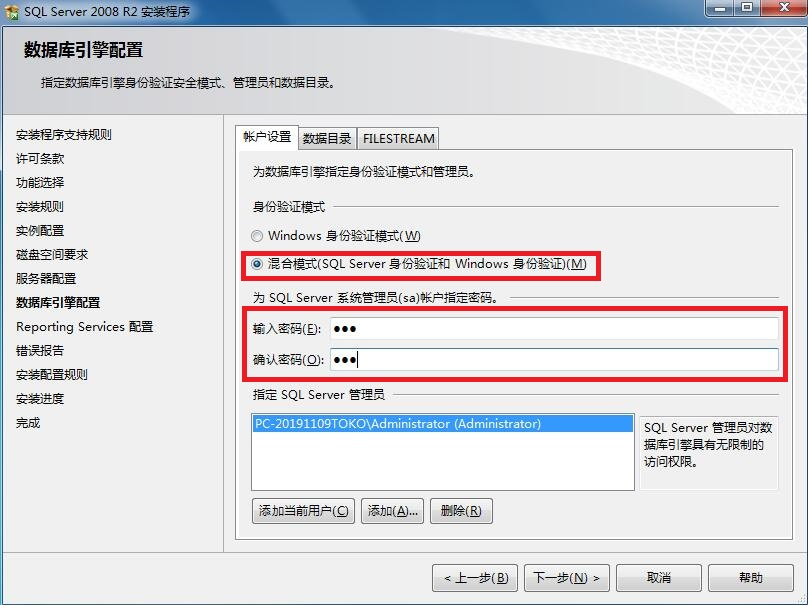 SQL Server 2008 R2 安装程序
数据库引擎配置
指定数据库引擎身份验证安全模式、管理员和数据目录。
安装程序支持规则
许可条款
功能选择
安装规则
实例配置
磁盘空间要求
服务器配置
数据库引擎配置
Reporting Services 配置
错误报告
安装配置规则
安装进度
完成
帐户设置 数据目录 FILESTREAM
为数据库引擎指定身份验证模式和管理员。
身份验证模式
Windows 身份验证模式(W)
混合模式(SQL Server 身份验证和 Windows 身份验证)(M)
为 SQL Server 系统管理员(sa)帐户指定密码。
输入密码(E): ●●●
确认密码(O): ●●●
指定 SQL Server 管理员
PC-20191109TOKO\Administrator (Administrator)
SQL Server 管理员对数
据库引擎具有无限制的
访问权限。
添加当前用户(C) 添加(A)... 删除(R)
< 上一步(B) 下一步(N) > 取消 帮助